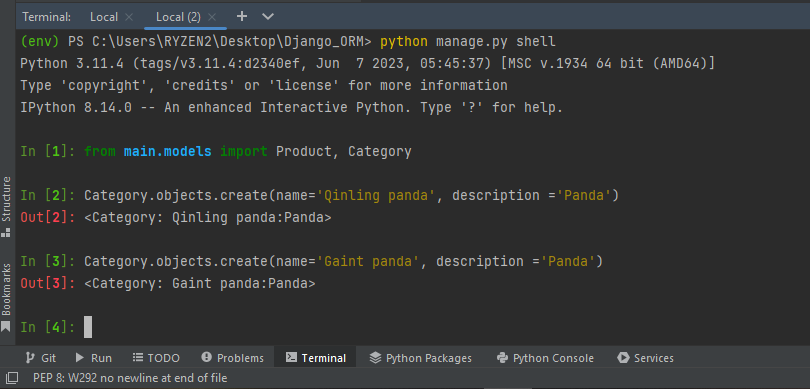 Terminal: Local × Local (2) × +
(env) PS C:\Users\RYZEN2\Desktop\Django_ORM> python manage.py shell
Python 3.11.4 (tags/v3.11.4:d2340ef, Jun  7 2023, 05:45:37) [MSC v.1934 64 bit (AMD64)]
Type 'copyright', 'credits' or 'license' for more information
IPython 8.14.0 -- An enhanced Interactive Python. Type '?' for help.
In [1]: from main.models import Product, Category
In [2]: Category.objects.create(name='Qinling panda', description ='Panda')
Out[2]: <Category: Qinling panda:Panda>
In [3]: Category.objects.create(name='Gaint panda', description ='Panda')
Out[3]: <Category: Gaint panda:Panda>
In [4]:
Structure
Bookmarks
Git Run TODO Problems Terminal Python Packages Python Console Services
PEP 8: W292 no newline at end of file